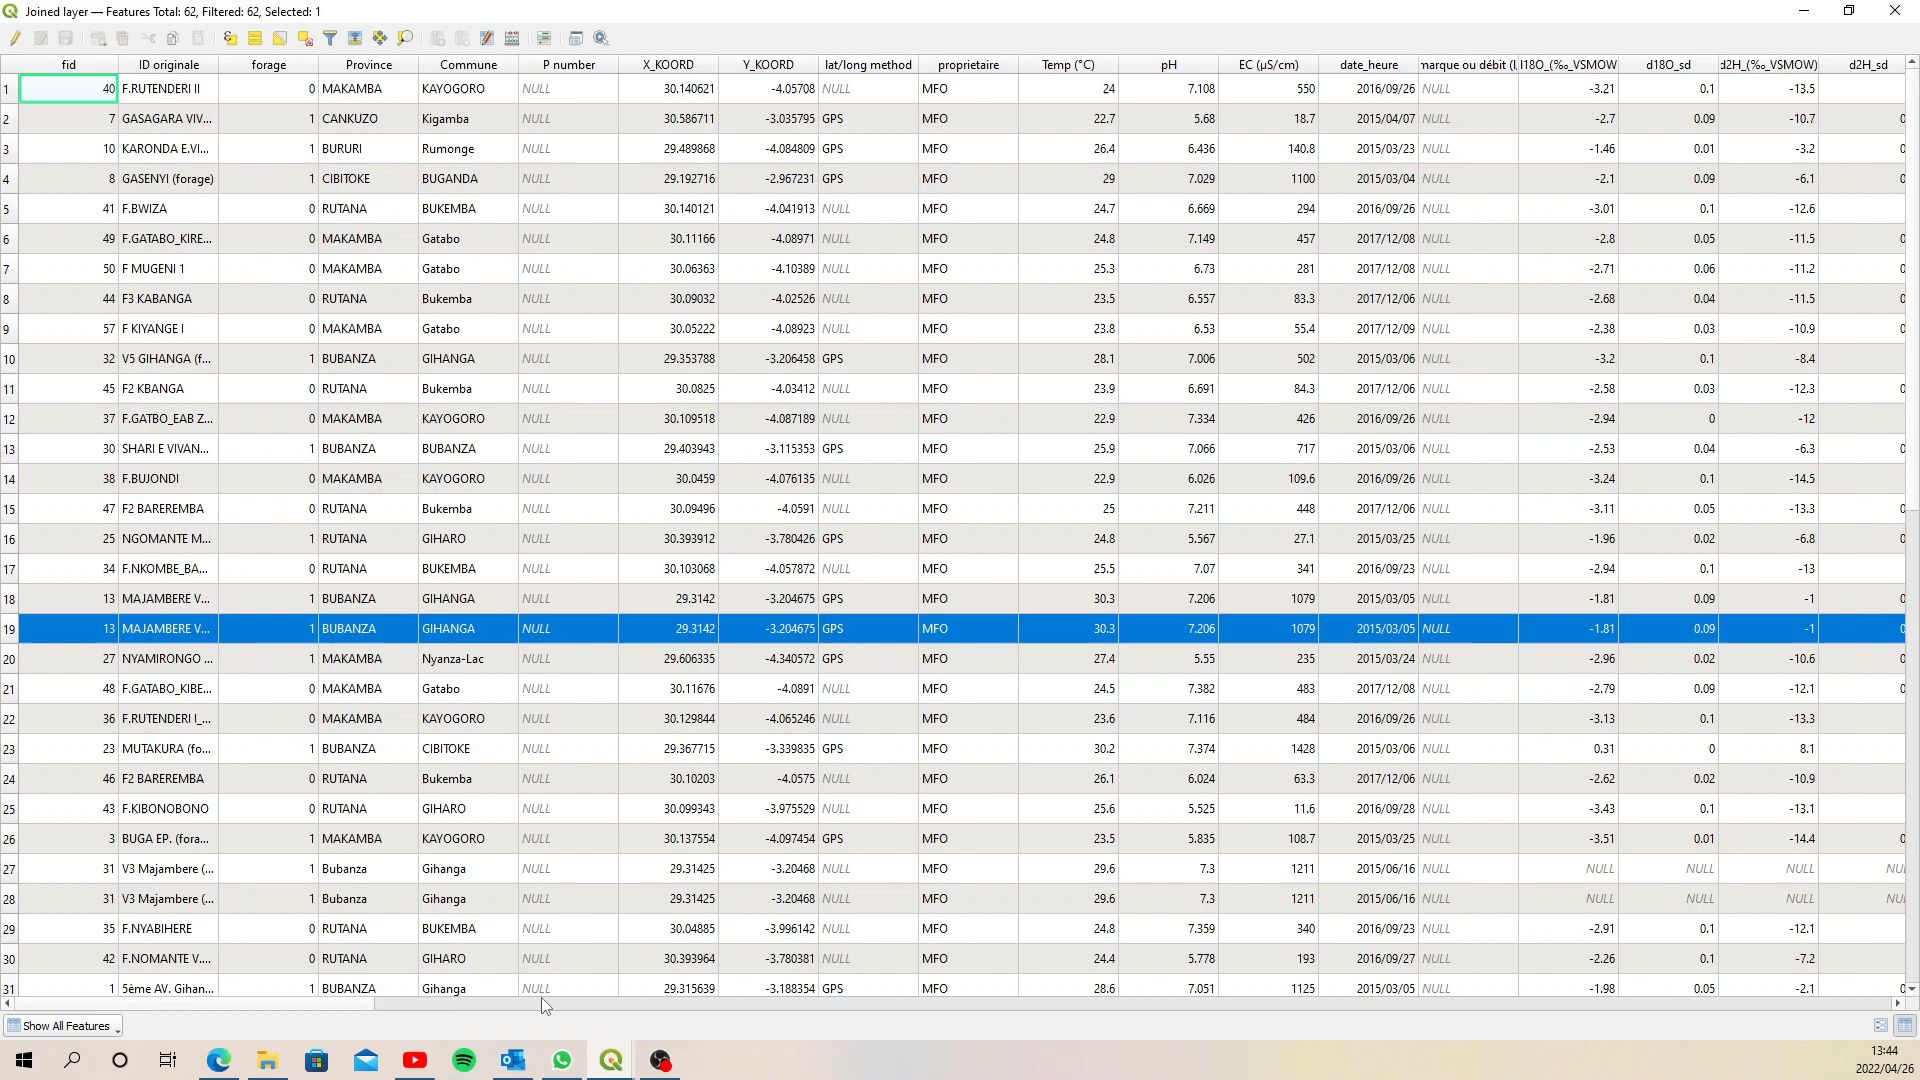 Joined layer — Features Total: 62, Filtered: 62, Selected: 1
fid ID originale forage Province Commune P number X_KOORD Y_KOORD lat/long method proprietaire Temp (°C) pH EC (µS/cm) date_heure marque ou débit (l. l18O_(‰_VSMOW d18O_sd d2H_(‰_VSMOW) d2H_sd
1 40 F.RUTENDERI II 0 MAKAMBA KAYOGORO NULL 30.140621 -4.05708 NULL MFO 24 7.108 550 2016/09/26 NULL -3.21 0.1 -13.5
2 7 GASAGARA VIV... 1 CANKUZO Kigamba NULL 30.586711 -3.035795 GPS MFO 22.7 5.68 18.7 2015/04/07 NULL -2.7 0.09 -10.7 0
3 10 KARONDA E.VI... 1 BURURI Rumonge NULL 29.489868 -4.084809 GPS MFO 26.4 6.436 140.8 2015/03/23 NULL -1.46 0.01 -3.2 0
4 8 GASENYI (forage) 1 CIBITOKE BUGANDA NULL 29.192716 -2.967231 GPS MFO 29 7.029 1100 2015/03/04 NULL -2.1 0.09 -6.1 0
5 41 F.BWIZA 0 RUTANA BUKEMBA NULL 30.140121 -4.041913 NULL MFO 24.7 6.669 294 2016/09/26 NULL -3.01 0.1 -12.6
6 49 F.GATABO_KIRE... 0 MAKAMBA Gatabo NULL 30.11166 -4.08971 NULL MFO 24.8 7.149 457 2017/12/08 NULL -2.8 0.05 -11.5 0
7 50 F MUGENI 1 0 MAKAMBA Gatabo NULL 30.06363 -4.10389 NULL MFO 25.3 6.73 281 2017/12/08 NULL -2.71 0.06 -11.2 0
8 44 F3 KABANGA 0 RUTANA Bukemba NULL 30.09032 -4.02526 NULL MFO 23.5 6.557 83.3 2017/12/06 NULL -2.68 0.04 -11.5 0
9 57 F KIYANGE I 0 MAKAMBA Gatabo NULL 30.05222 -4.08923 NULL MFO 23.8 6.53 55.4 2017/12/09 NULL -2.38 0.03 -10.9 0
10 32 V5 GIHANGA (f... 1 BUBANZA GIHANGA NULL 29.353788 -3.206458 GPS MFO 28.1 7.006 502 2015/03/06 NULL -3.2 0.1 -8.4
11 45 F2 KBANGA 0 RUTANA Bukemba NULL 30.0825 -4.03412 NULL MFO 23.9 6.691 84.3 2017/12/06 NULL -2.58 0.03 -12.3 0
12 37 F.GATBO_EAB Z... 0 MAKAMBA KAYOGORO NULL 30.109518 -4.087189 NULL MFO 22.9 7.334 426 2016/09/26 NULL -2.94 0 -12
13 30 SHARI E VIVAN... 1 BUBANZA BUBANZA NULL 29.403943 -3.115353 GPS MFO 25.9 7.066 717 2015/03/06 NULL -2.53 0.04 -6.3 0
14 38 F.BUJONDI 0 MAKAMBA KAYOGORO NULL 30.0459 -4.076135 NULL MFO 22.9 6.026 109.6 2016/09/26 NULL -3.24 0.1 -14.5
15 47 F2 BAREREMBA 0 RUTANA Bukemba NULL 30.09496 -4.0591 NULL MFO 25 7.211 448 2017/12/06 NULL -3.11 0.05 -13.3 0
16 25 NGOMANTE M... 1 RUTANA GIHARO NULL 30.393912 -3.780426 GPS MFO 24.8 5.567 27.1 2015/03/25 NULL -1.96 0.02 -6.8 0
17 34 F.NKOMBE_BA... 0 RUTANA BUKEMBA NULL 30.103068 -4.057872 NULL MFO 25.5 7.07 341 2016/09/23 NULL -2.94 0.1 -13
18 13 MAJAMBERE V... 1 BUBANZA GIHANGA NULL 29.3142 -3.204675 GPS MFO 30.3 7.206 1079 2015/03/05 NULL -1.81 0.09 -1 0
19 13 MAJAMBERE V... 1 BUBANZA GIHANGA NULL 29.3142 -3.204675 GPS MFO 30.3 7.206 1079 2015/03/05 NULL -1.81 0.09 -1 0
20 27 NYAMIRONGO ... 1 MAKAMBA Nyanza-Lac NULL 29.606335 -4.340572 GPS MFO 27.4 5.55 235 2015/03/24 NULL -2.96 0.02 -10.6 0
21 48 F.GATABO_KIBE... 0 MAKAMBA Gatabo NULL 30.11676 -4.0891 NULL MFO 24.5 7.382 483 2017/12/08 NULL -2.79 0.09 -12.1 0
22 36 F.RUTENDERI I_... 0 MAKAMBA KAYOGORO NULL 30.129844 -4.065246 NULL MFO 23.6 7.116 484 2016/09/26 NULL -3.13 0.1 -13.3
23 23 MUTAKURA (fo... 1 BUBANZA CIBITOKE NULL 29.367715 -3.339835 GPS MFO 30.2 7.374 1428 2015/03/06 NULL 0.31 0 8.1
24 46 F2 BAREREMBA 0 RUTANA Bukemba NULL 30.10203 -4.0575 NULL MFO 26.1 6.024 63.3 2017/12/06 NULL -2.62 0.02 -10.9 0
25 43 F.KIBONOBONO 0 RUTANA GIHARO NULL 30.099343 -3.975529 NULL MFO 25.6 5.525 11.6 2016/09/28 NULL -3.43 0.1 -13.1
26 3 BUGA EP. (fora... 1 MAKAMBA KAYOGORO NULL 30.137554 -4.097454 GPS MFO 23.5 5.835 108.7 2015/03/25 NULL -3.51 0.01 -14.4 0
27 31 V3 Majambere (... 1 Bubanza Gihanga NULL 29.31425 -3.20468 GPS MFO 29.6 7.3 1211 2015/06/16 NULL NULL NULL NULL NU
28 31 V3 Majambere (... 1 Bubanza Gihanga NULL 29.31425 -3.20468 GPS MFO 29.6 7.3 1211 2015/06/16 NULL NULL NULL NULL NU
29 35 F.NYABIHERE 0 RUTANA BUKEMBA NULL 30.04885 -3.996142 NULL MFO 24.8 7.359 340 2016/09/23 NULL -2.91 0.1 -12.1
30 42 F.NOMANTE V.... 0 RUTANA GIHARO NULL 30.393964 -3.780381 NULL MFO 24.4 5.778 193 2016/09/27 NULL -2.26 0.1 -7.2
31 1 5ème AV. Gihan... 1 BUBANZA Gihanga NULL 29.315639 -3.188354 GPS MFO 28.6 7.051 1125 2015/03/05 NULL -1.98 0.05 -2.1 0
Show All Features
13:44
2022/04/26